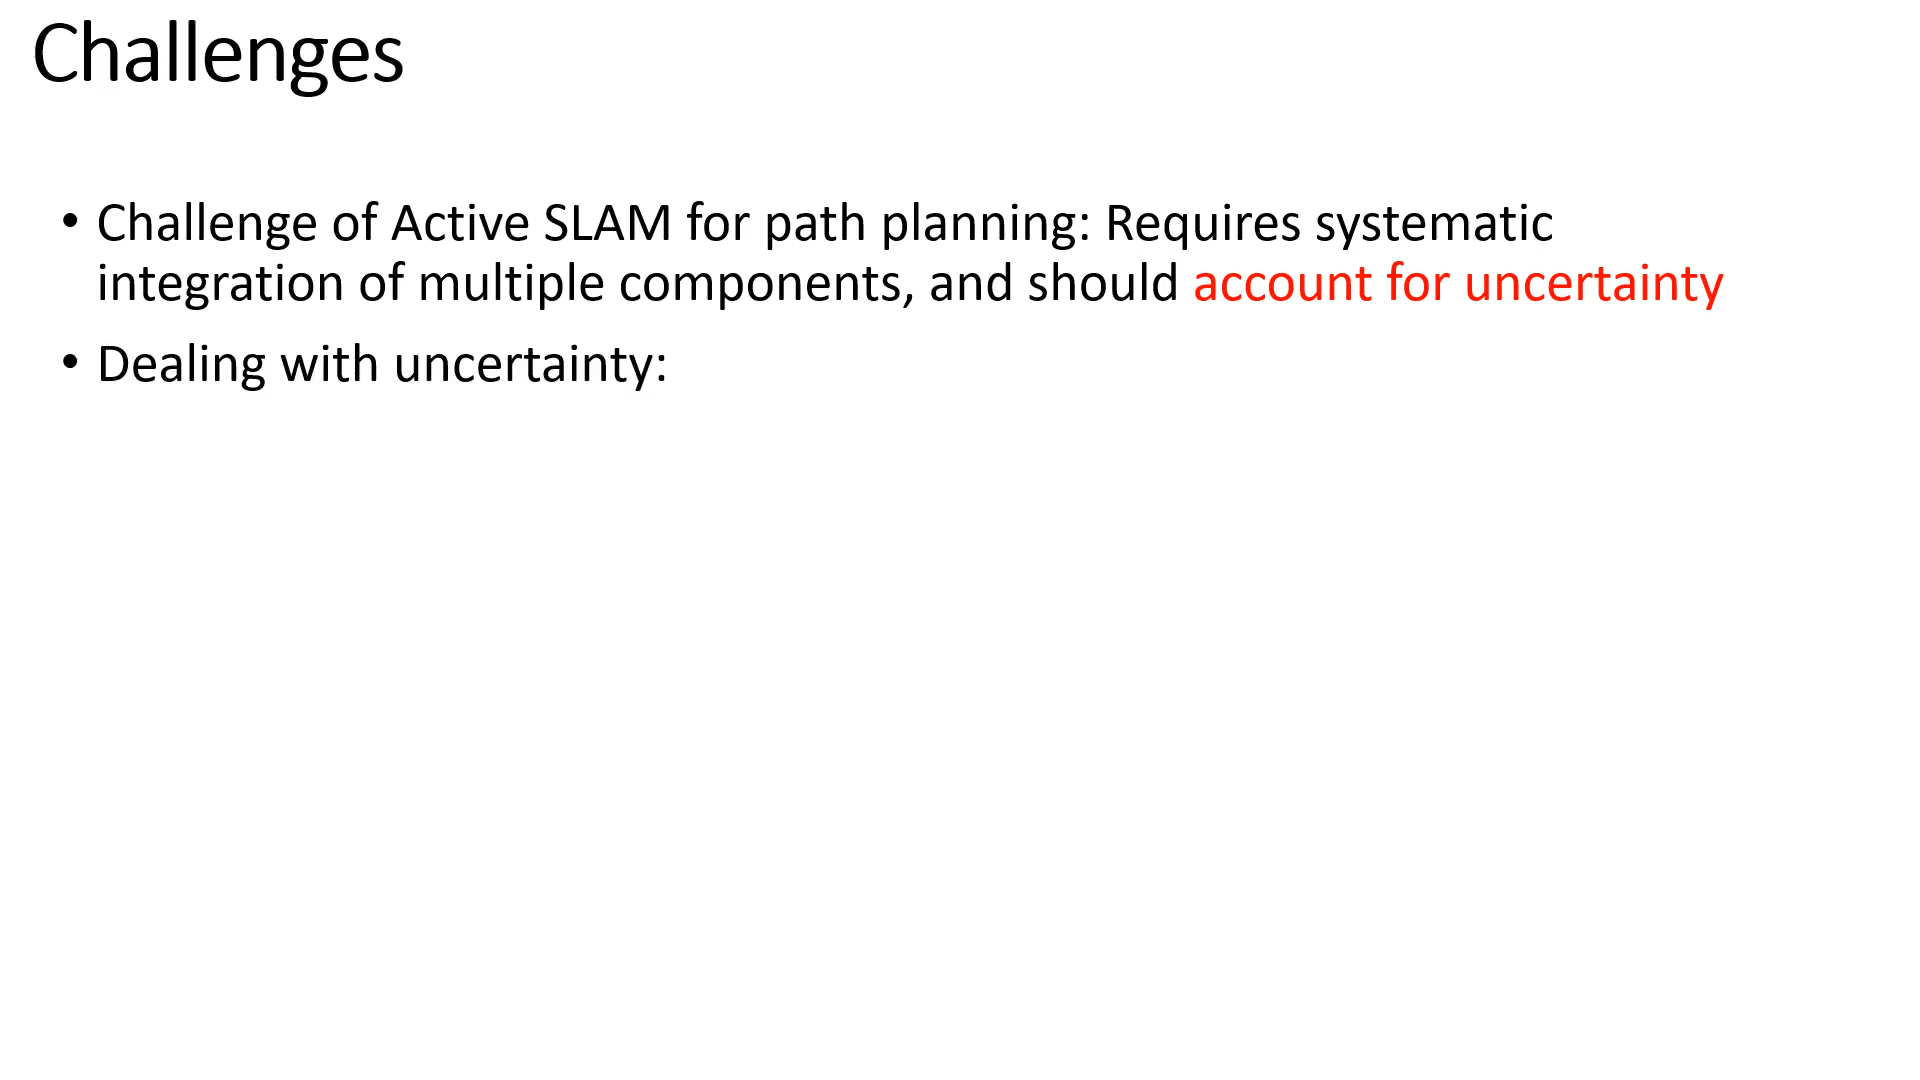 Challenges
• Challenge of Active SLAM for path planning: Requires systematic
integration of multiple components, and should account for uncertainty
• Dealing with uncertainty: